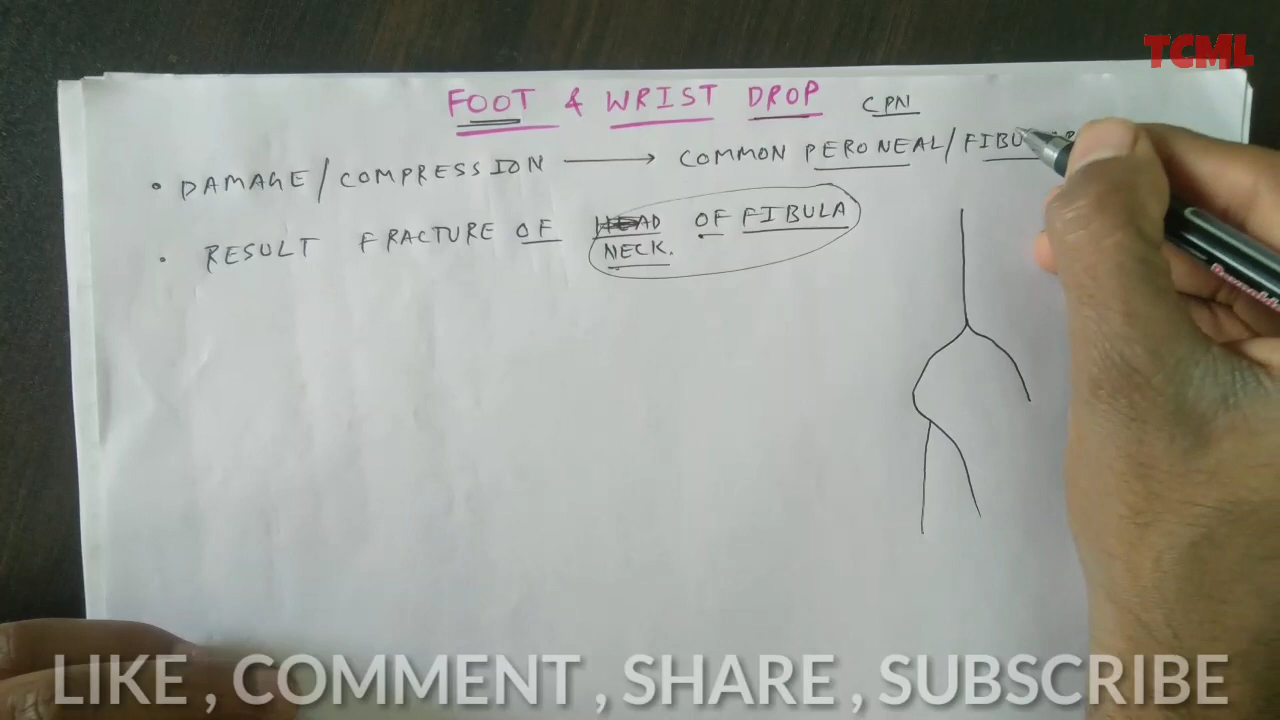 TCML
FOOT & WRIST DROP CPN
• DAMAGE/COMPRESSION → COMMON PERONEAL/FIBU
• RESULT FRACTURE OF HEAD OF FIBULA
NECK.
LIKE , COMMENT , SHARE , SUBSCRIBE